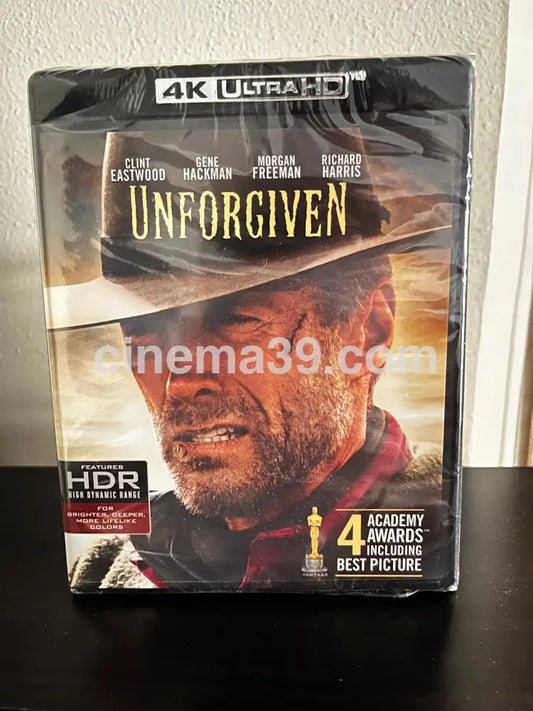 4K ULTRA HD
CLINT EASTWOOD
GENE HACKMAN
MORGAN FREEMAN
RICHARD HARRIS
UNFORGIVEN
cinema39.com
FEATURES
HDR
HIGH DYNAMIC RANGE
FOR
BRIGHTER, DEEPER,
MORE LIFELIKE
COLORS
4 ACADEMY
AWARDS™
INCLUDING
BEST PICTURE